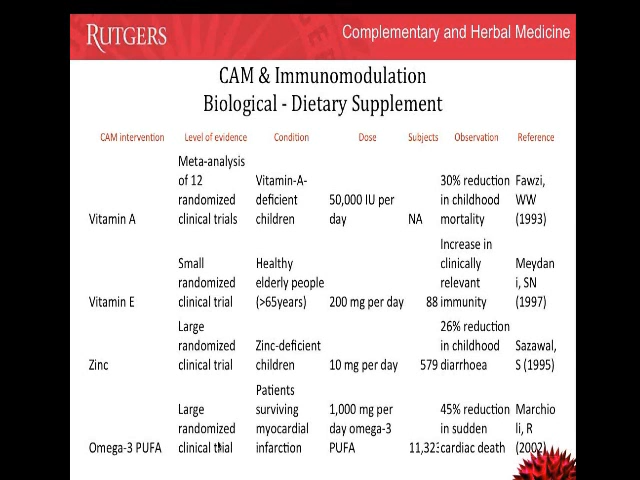 RUTGERS
Complementary and Herbal Medicine
CAM & Immunomodulation
Biological - Dietary Supplement
CAM intervention Level of evidence Condition Dose Subjects Observation Reference
Vitamin A Meta-analysis of 12 randomized clinical trials Vitamin-A-deficient children 50,000 IU per day NA 30% reduction in childhood mortality Fawzi, WW (1993)
Vitamin E Small randomized clinical trial Healthy elderly people (>65years) 200 mg per day 88 Increase in clinically relevant immunity Meydani, SN (1997)
Zinc Large randomized clinical trial Zinc-deficient children 10 mg per day 579 26% reduction in childhood diarrhoea Sazawal, S (1995)
Omega-3 PUFA Large randomized clinical trial Patients surviving myocardial infarction 1,000 mg per day omega-3 PUFA 45% reduction in sudden cardiac death Marchioli, R (2002)